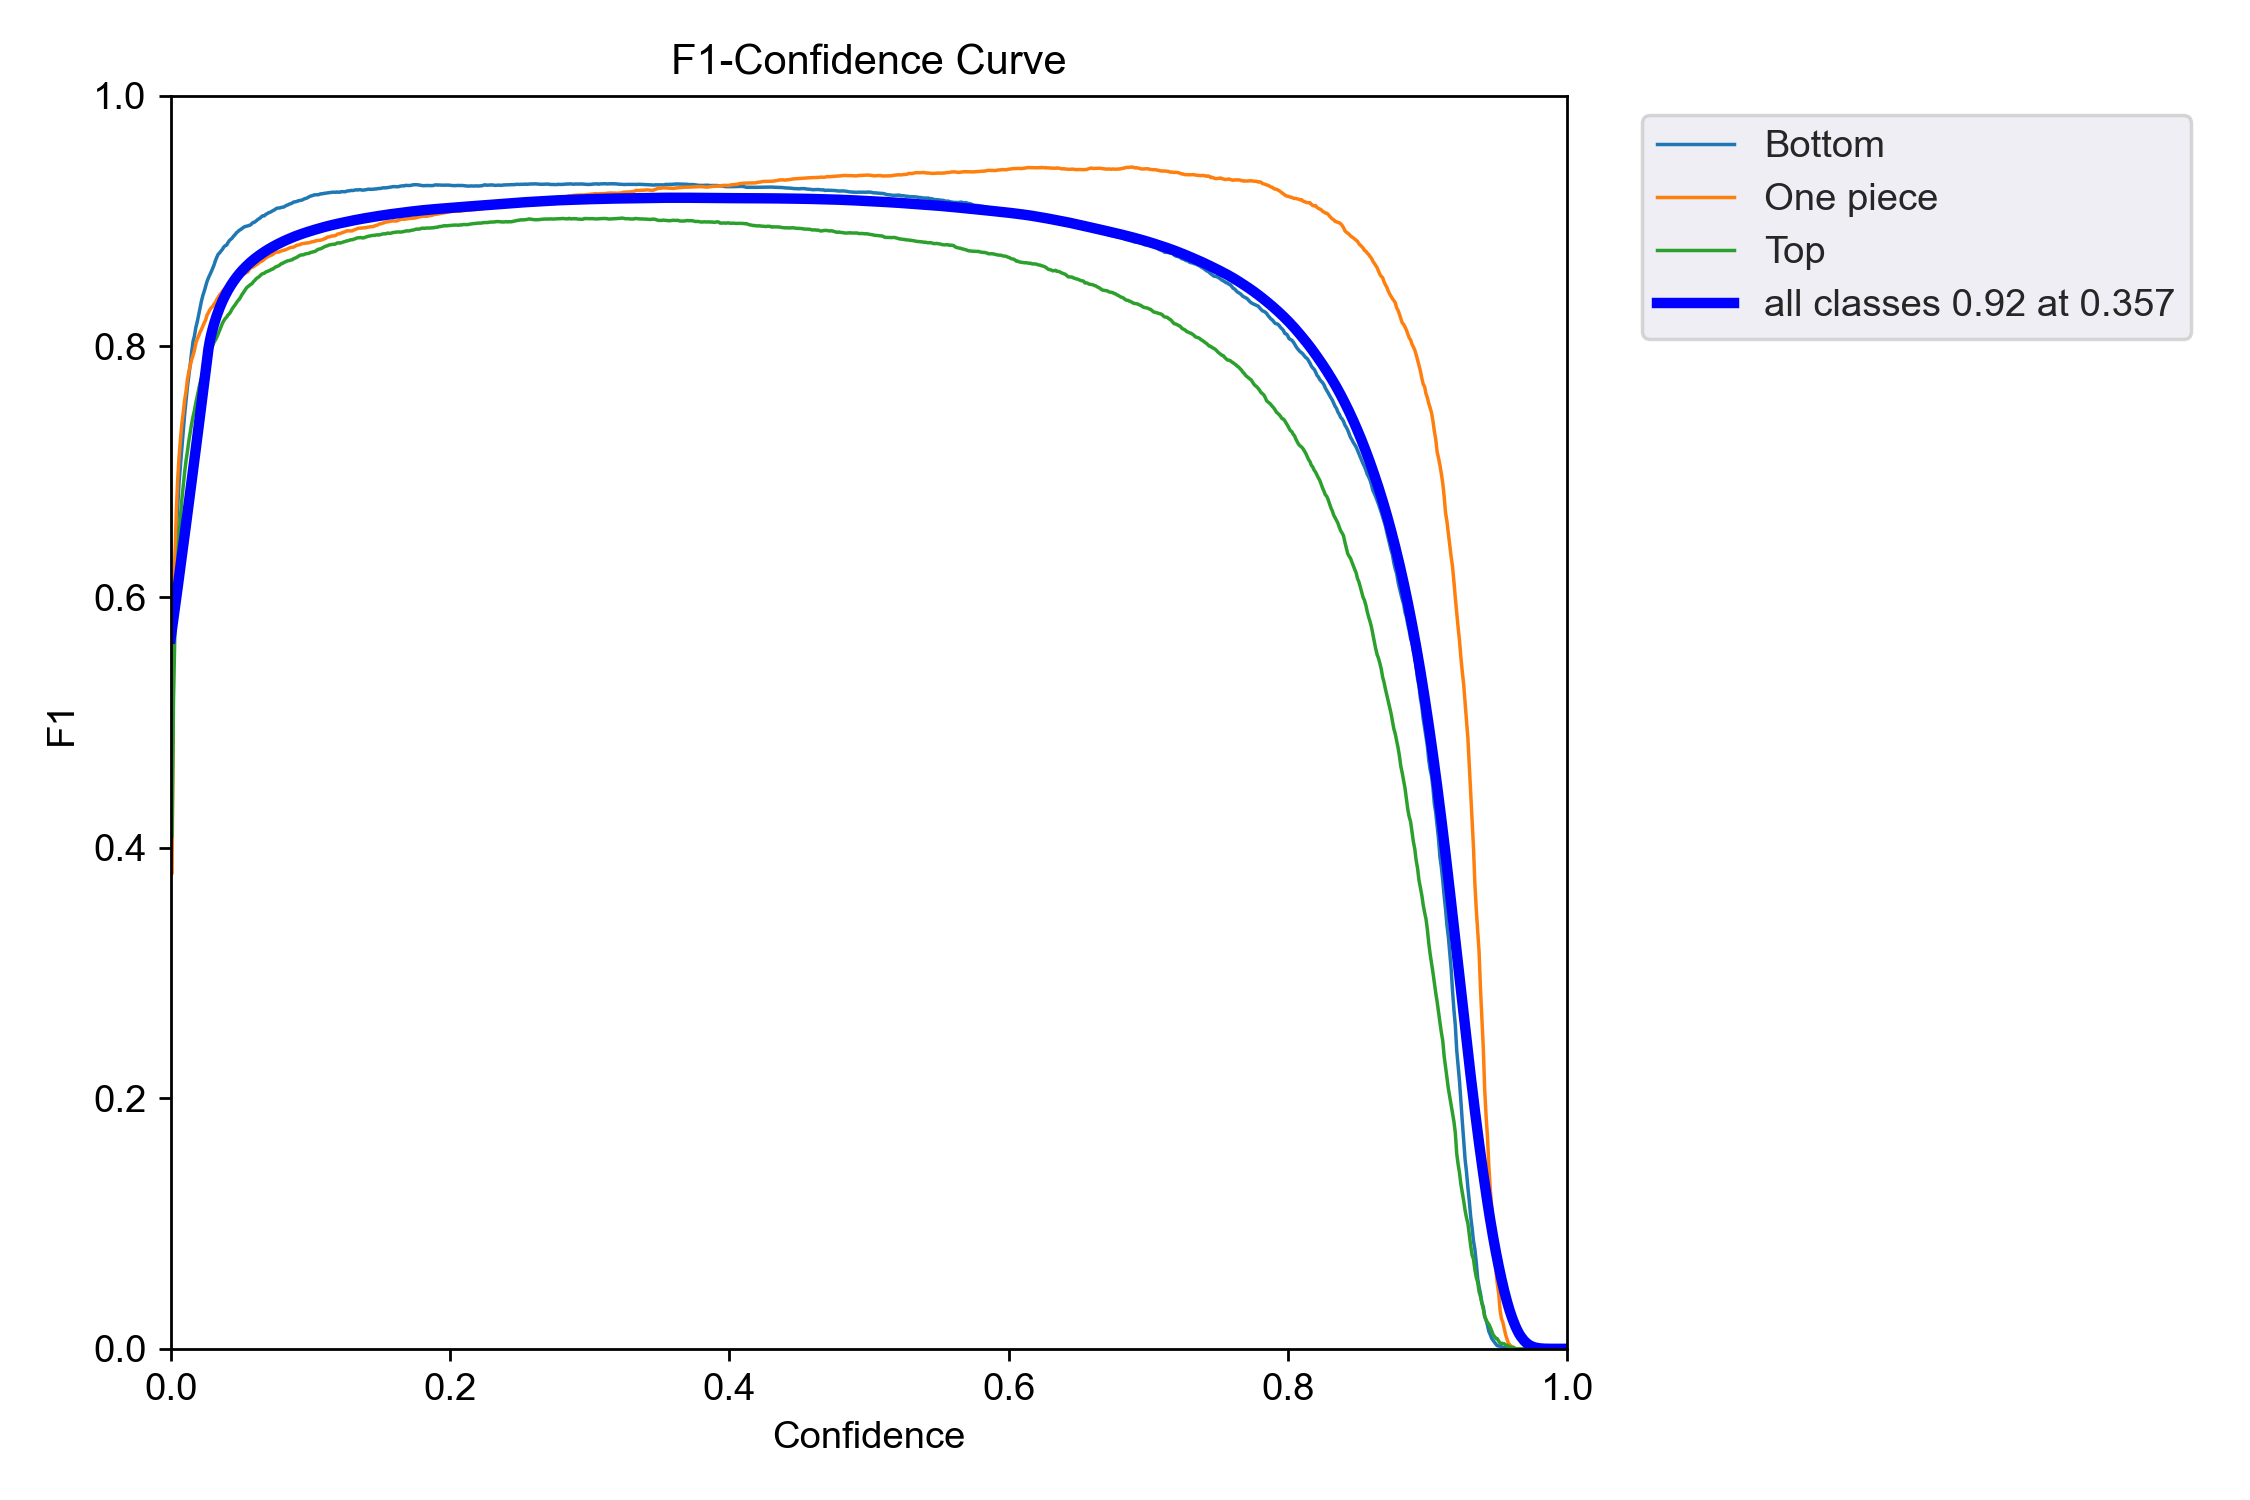 F1-Confidence Curve
1.0
0.8
0.6
0.4
0.2
0.0
F1
0.0 0.2 0.4 0.6 0.8 1.0
Confidence
Bottom
One piece
Top
all classes 0.92 at 0.357